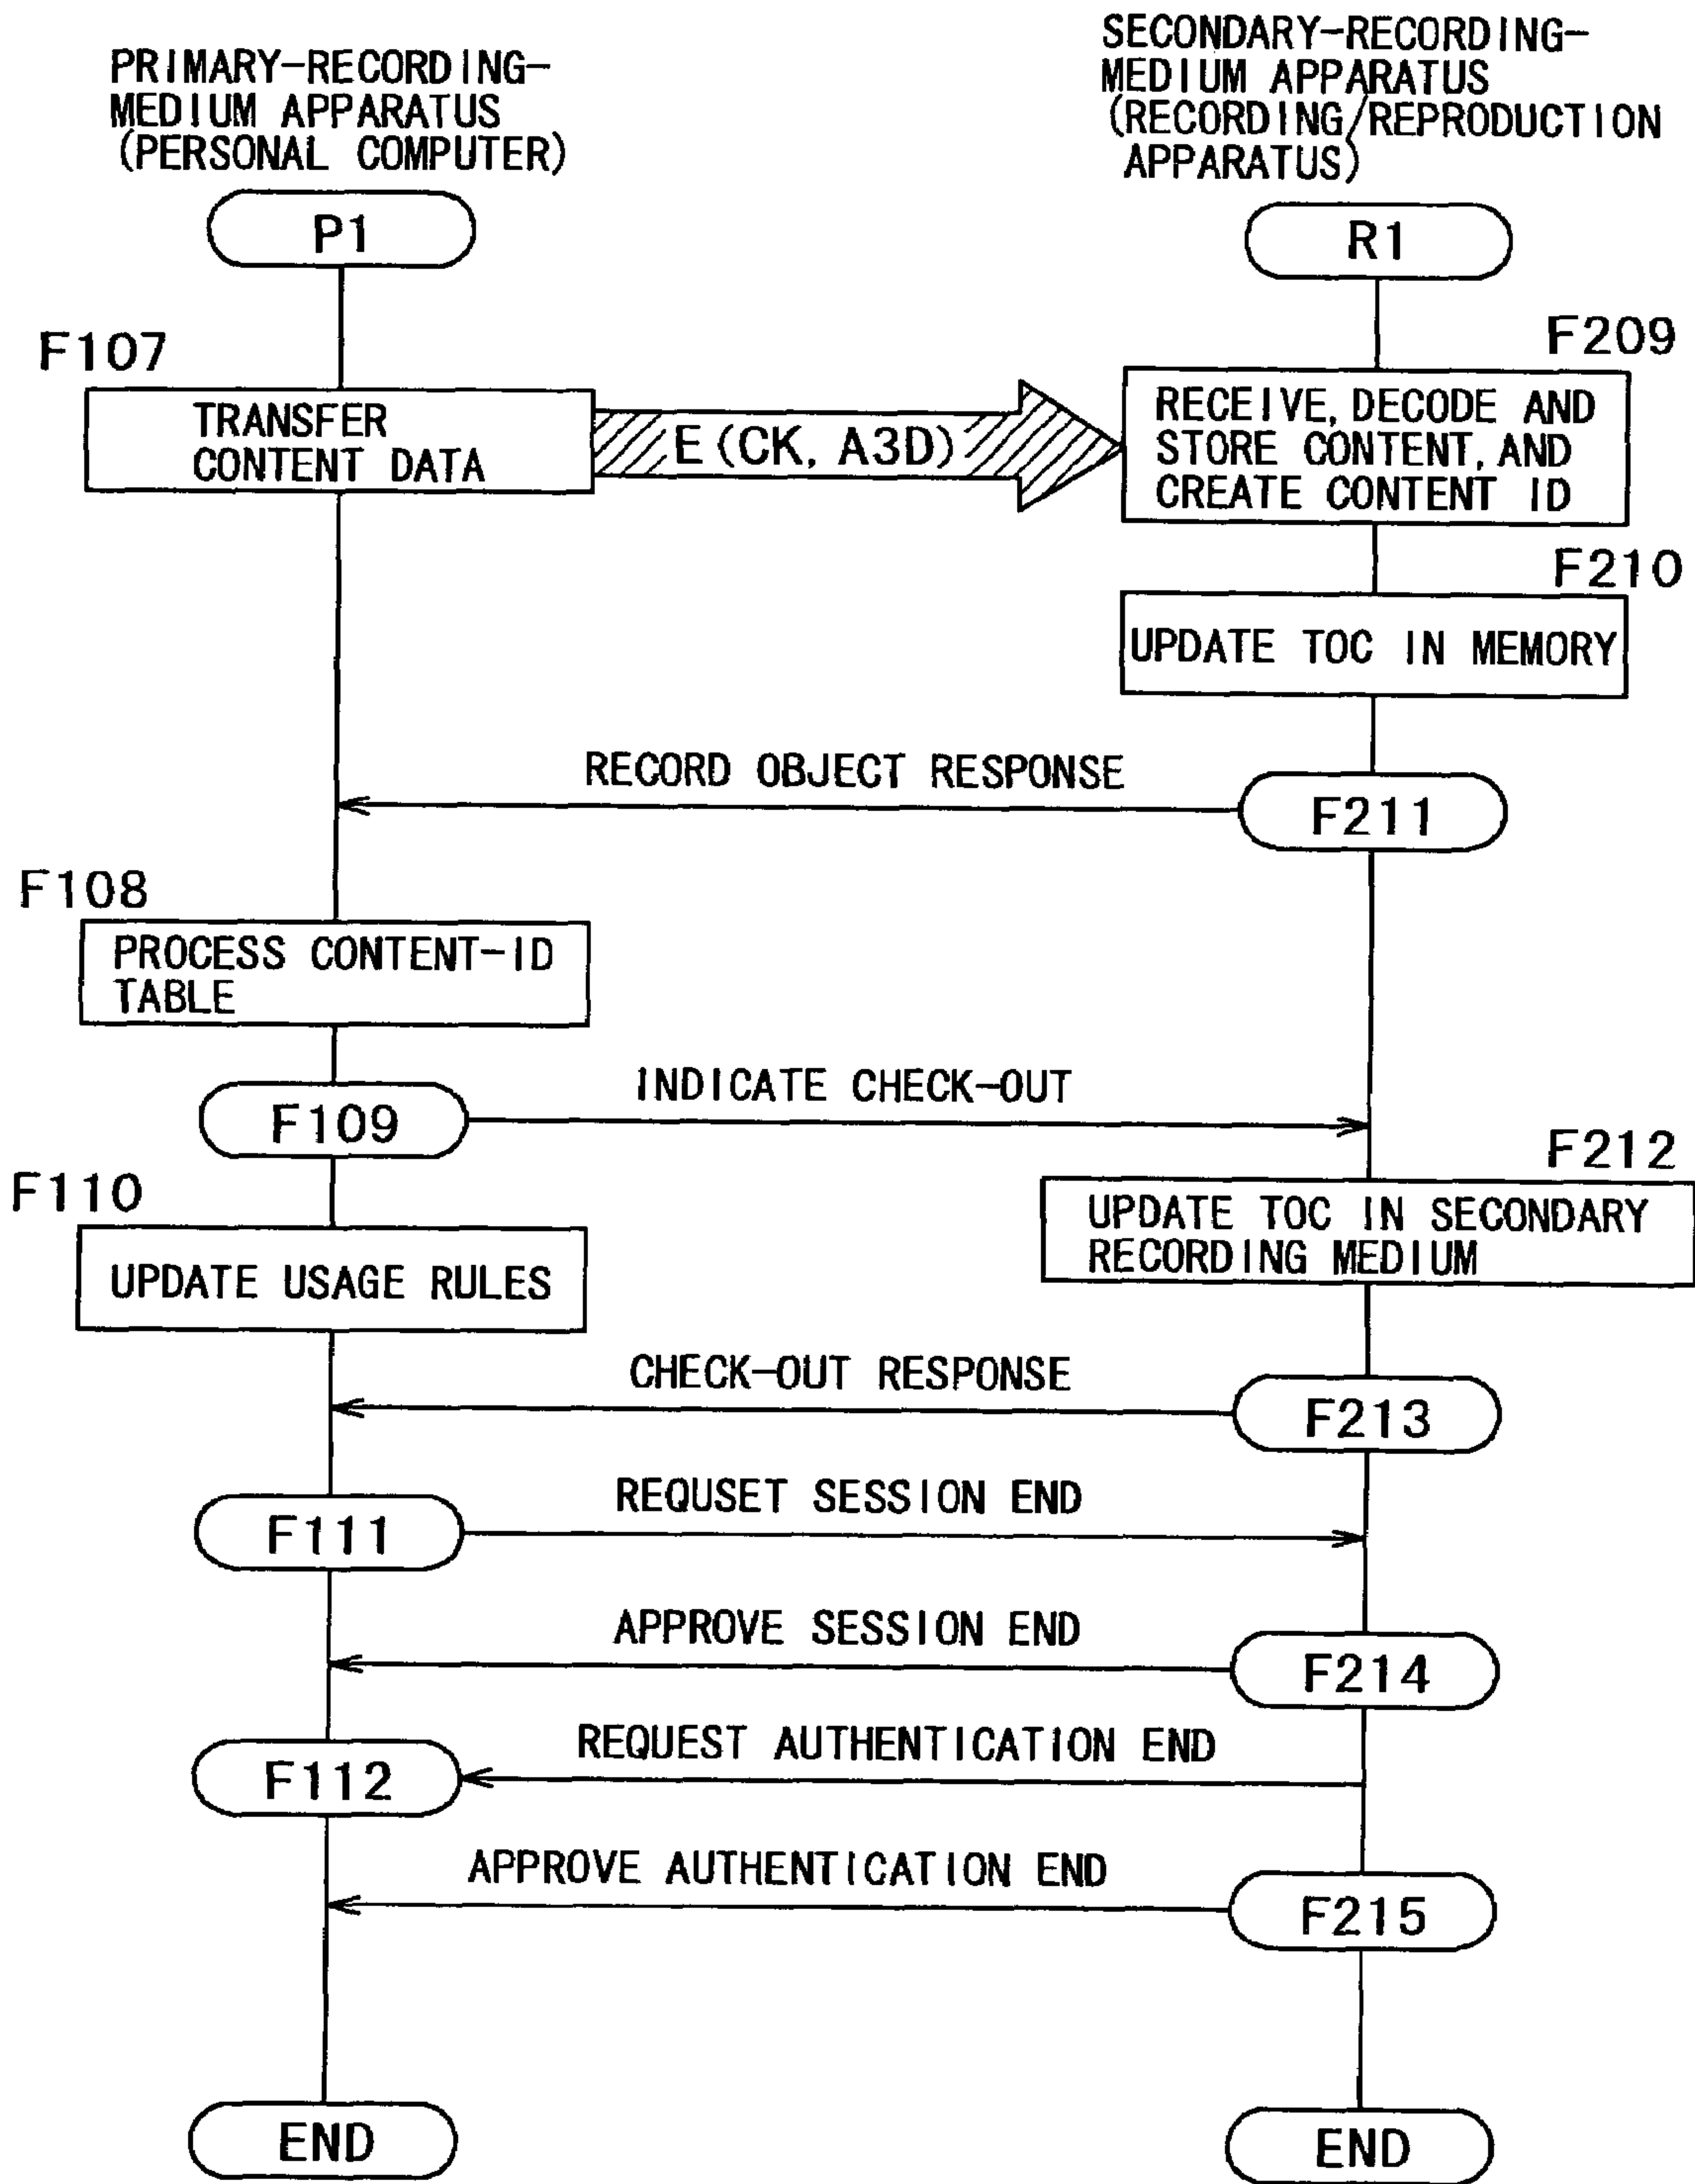 PRIMARY-RECORDING-
MEDIUM APPARATUS
(PERSONAL COMPUTER)
SECONDARY-RECORDING-
MEDIUM APPARATUS
(RECORDING/REPRODUCTION
APPARATUS)
P1
R1
F107
F209
TRANSFER
CONTENT DATA
E (CK, A3D)
RECEIVE, DECODE AND
STORE CONTENT, AND
CREATE CONTENT ID
F210
UPDATE TOC IN MEMORY
RECORD OBJECT RESPONSE
F211
F108
PROCESS CONTENT-ID
TABLE
INDICATE CHECK-OUT
F109
F212
F110
UPDATE TOC IN SECONDARY
RECORDING MEDIUM
UPDATE USAGE RULES
CHECK-OUT RESPONSE
F213
REQUSET SESSION END
F111
APPROVE SESSION END
F214
REQUEST AUTHENTICATION END
F112
APPROVE AUTHENTICATION END
F215
END
END